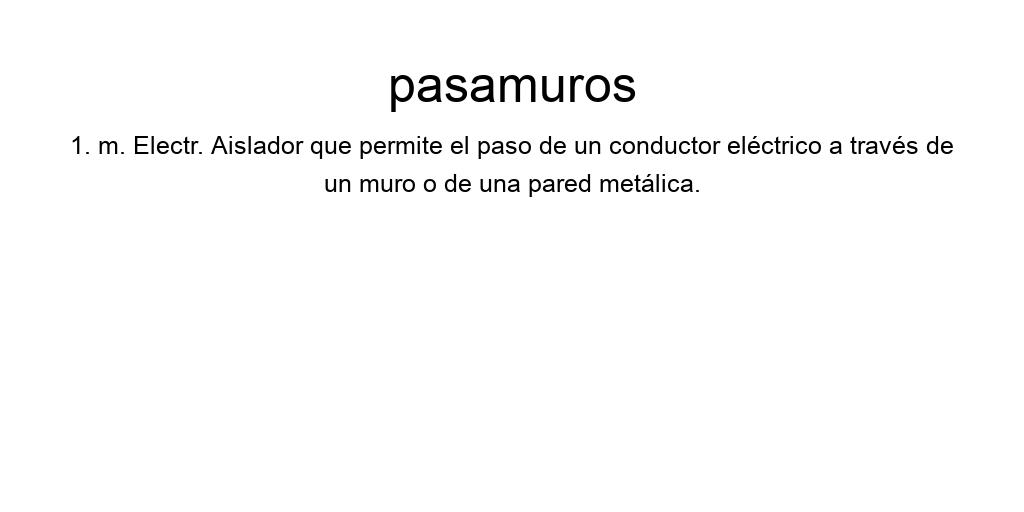 pasamuros
1. m. Electr. Aislador que permite el paso de un conductor eléctrico a través de
un muro o de una pared metálica.